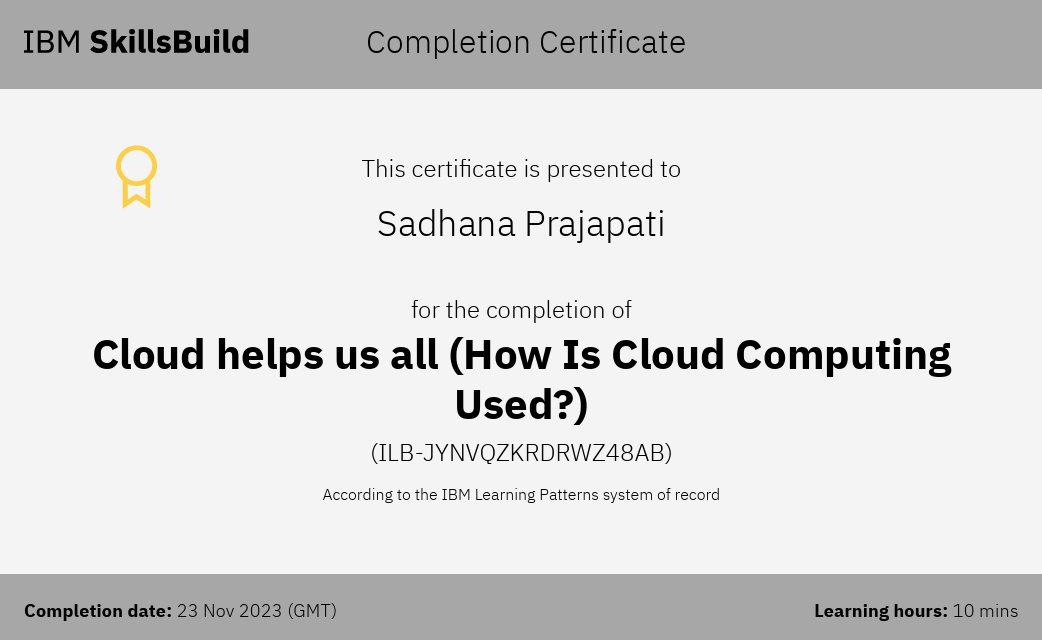 IBM SkillsBuild
Completion Certificate
This certificate is presented to
Sadhana Prajapati
for the completion of
Cloud helps us all (How Is Cloud Computing
Used?)
(ILB-JYNVQZKRDRWZ48AB)
According to the IBM Learning Patterns system of record
Completion date: 23 Nov 2023 (GMT)
Learning hours: 10 mins